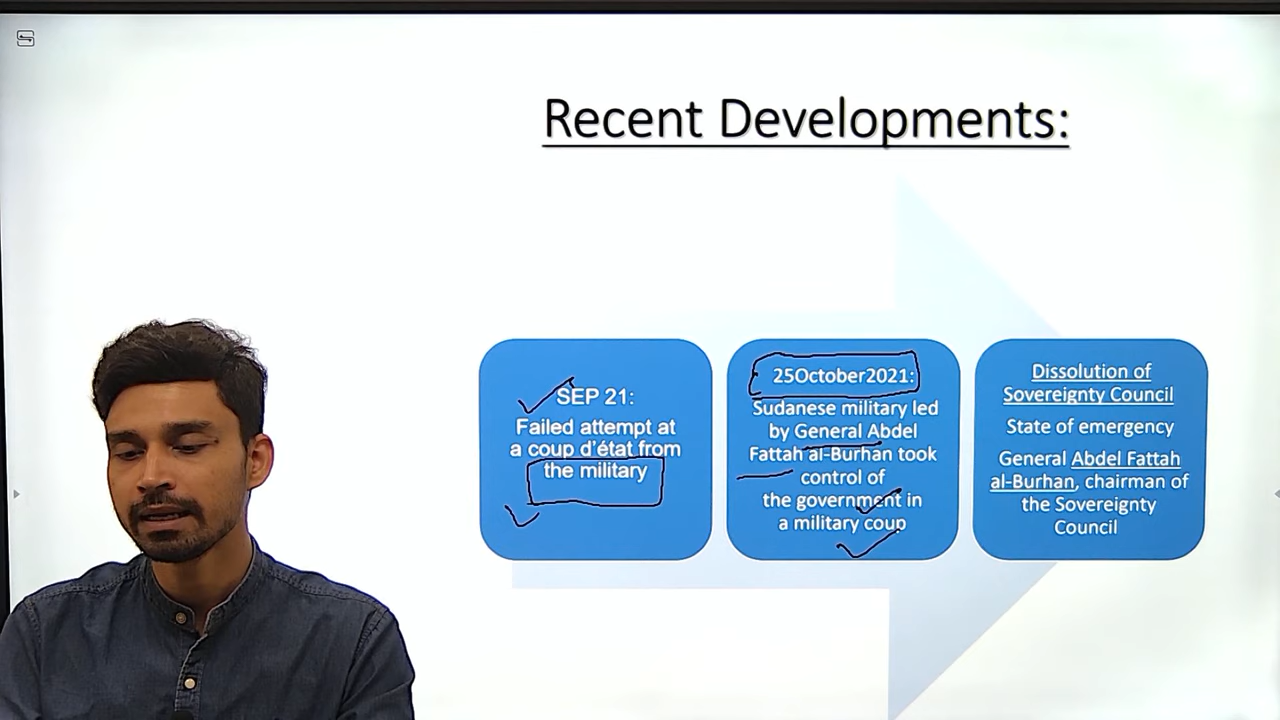 Recent Developments:
SEP 21:
Failed attempt at
a coup d'état from
the military
25October2021:
Sudanese military led
by General Abdel
Fattah al-Burhan took
control of
the government in
a military coup
Dissolution of
Sovereignty Council
State of emergency
General Abdel Fattah
al-Burhan, chairman of
the Sovereignty
Council